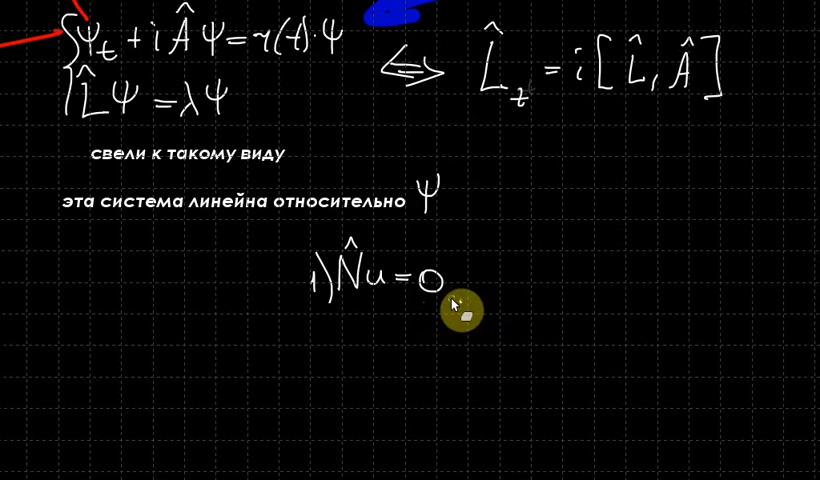 ψ_t + i Â ψ = η(t)·ψ ⇔ L̂_t = i[L̂, Â]
L̂ψ = λψ
свели к такому виду
эта система линейна относительно ψ
1) N̂u = 0